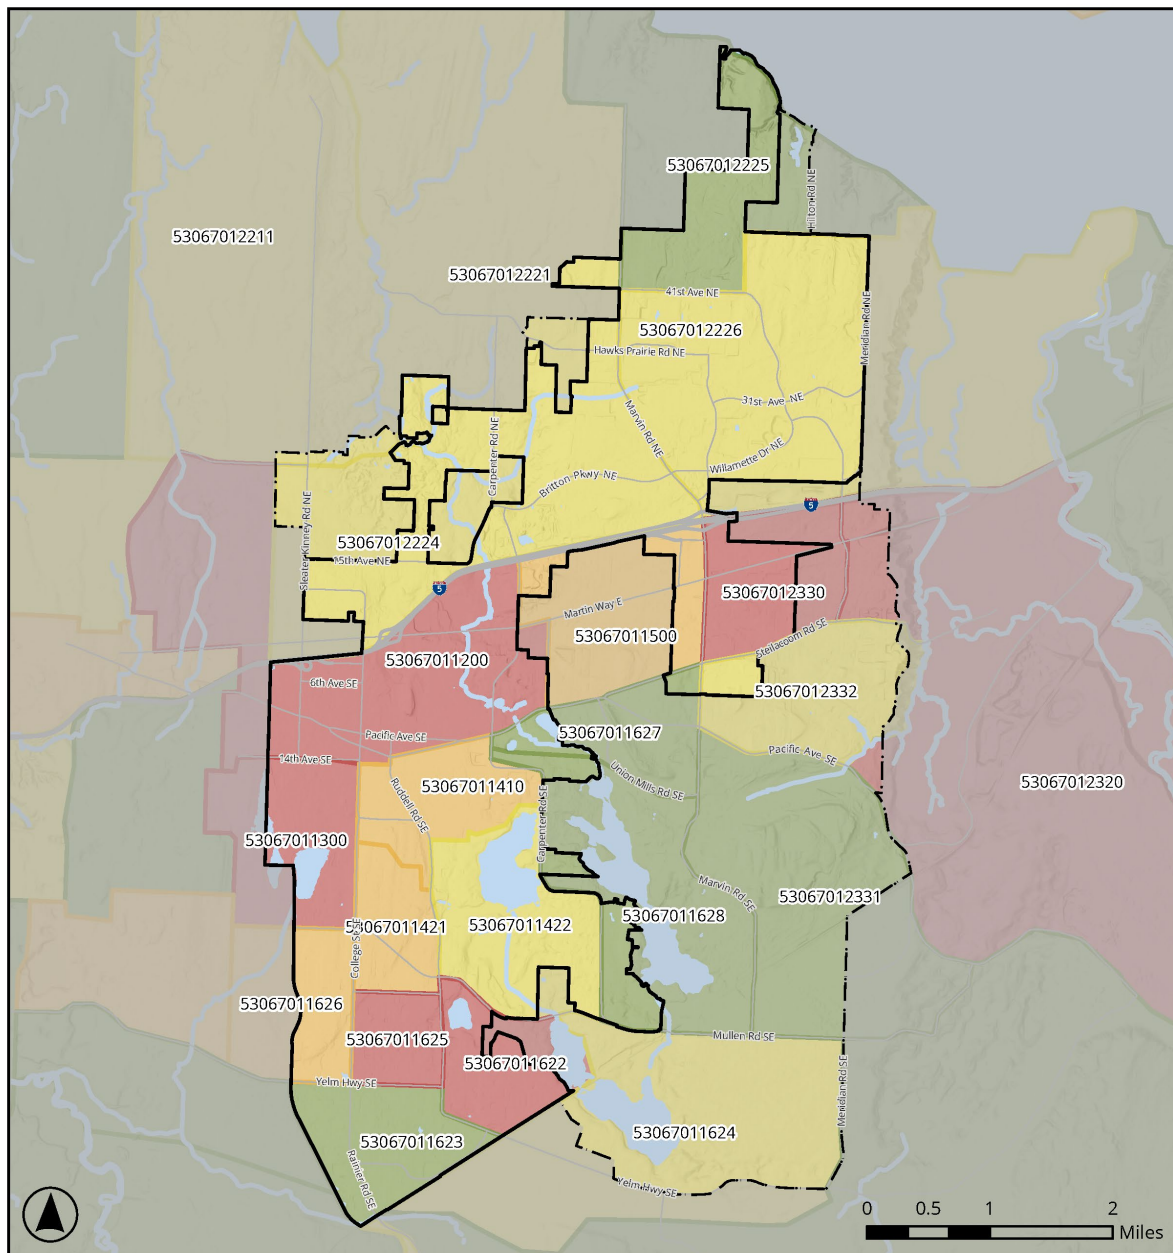 53067012225
Hilton Rd NE
53067012211
53067012221
41st Ave NE
53067012226
Meridian Rd NE
Hawks Prairie Rd NE
31st Ave NE
Marvin Rd NE
Carpenter Rd NE
Willamette Dr NE
Britton Pkwy NE
5
Sleater Kinney Rd NE
53067012224
15th Ave NE
5
53067012330
Martin Way E
53067011500
Steilacoom Rd SE
53067011200
6th Ave SE
53067012332
53067011627
Pacific Ave SE
Pacific Ave SE
14th Ave SE
Union Mills Rd SE
53067012320
53067011410
Ruddell Rd SE
Carpenter Rd SE
53067011300
Marvin Rd SE
53067012331
53067011628
53067011421
53067011422
College St SE
53067011626
Mullen Rd SE
53067011625
53067011622
Yelm Hwy SE
Meridian Rd SE
53067011624
53067011623
Rainier Rd SE
Yelm Hwy SE
0 0.5 1 2
Miles